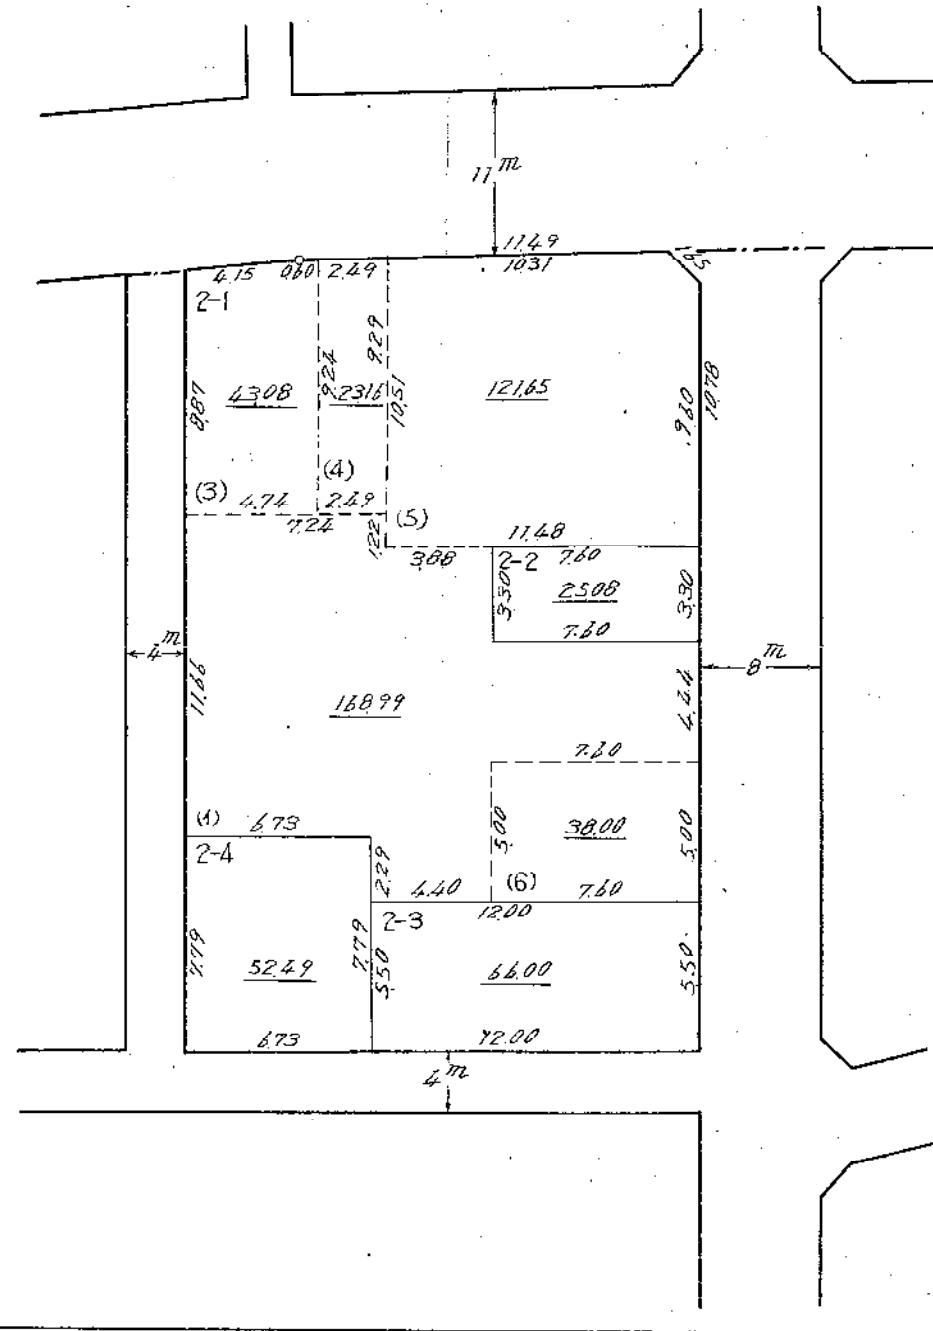 11m
11.49
4.15 0.60 2.49 10.31 .65
2-1
9.29
9.24
43.08 23.16 121.65
8.87 10.51 9.60 10.78
(4)
(3) 4.74 2.49 (5)
7.24 1.22 11.48
3.88 2-2 7.60
3.30 25.08 3.30
7.60
4m 8m
11.66 168.99 4.44
7.60
(1) 6.73 5.00 38.00 5.00
2-4 2.29
4.40 (6) 7.60
2-3 12.00
7.79 52.49 7.79 5.50 66.00 5.50
6.73 12.00
4m